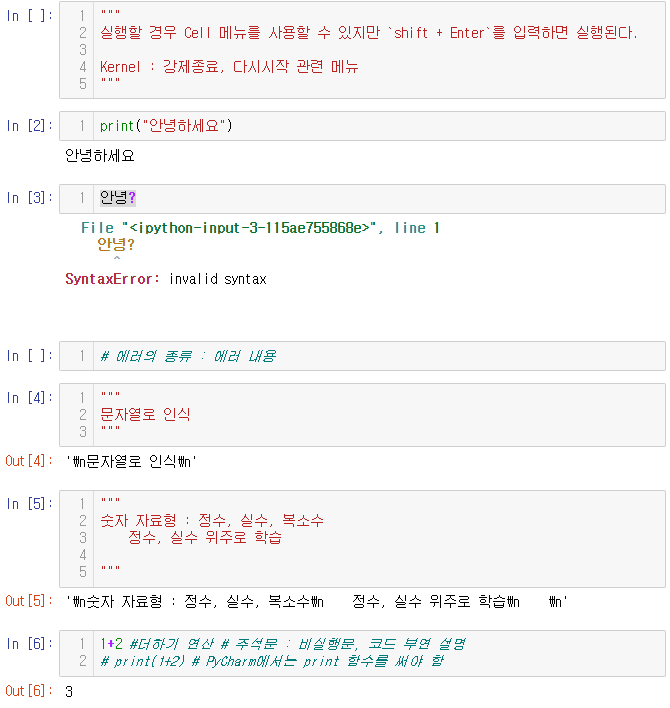 In [ ]:
1 """
2 실행할 경우 Cell 메뉴를 사용할 수 있지만 `shift + Enter`를 입력하면 실행된다.
3
4 Kernel : 강제종료, 다시시작 관련 메뉴
5 """
In [2]: 1 print("안녕하세요")
안녕하세요
In [3]: 1 안녕?
File "<ipython-input-3-115ae755868e>", line 1
안녕?
^
SyntaxError: invalid syntax
In [ ]: 1 # 에러의 종류 : 에러 내용
In [4]: 1 """
2 문자열로 인식
3 """
Out[4]: '₩n문자열로 인식₩n'
In [5]: 1 """
2 숫자 자료형 : 정수, 실수, 복소수
3     정수, 실수 위주로 학습
4
5 """
Out[5]: '₩n숫자 자료형 : 정수, 실수, 복소수₩n    정수, 실수 위주로 학습₩n    ₩n'
In [6]: 1 1+2 #더하기 연산 # 주석문 : 비실행문, 코드 부연 설명
2 # print(1+2) # PyCharm에서는 print 함수를 써야 함
Out[6]: 3